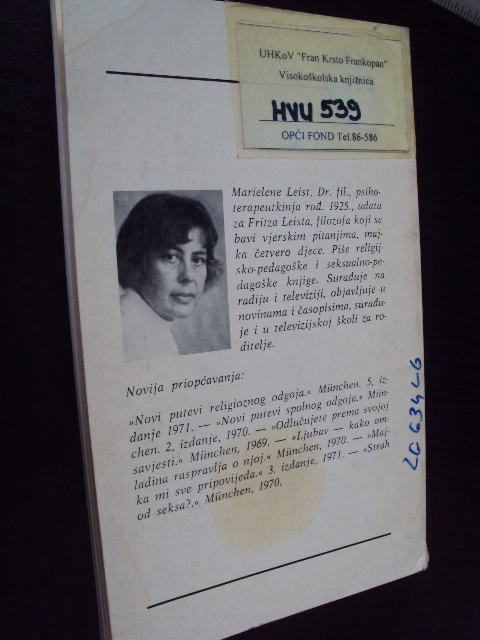 UHKoV "Fran Krsto Frankopan"
Visokoškolska knjižnica
HVU 539
OPĆI FOND Tel.86-586
Marielene Leist, Dr. fil., psiho-
terapeutkinja rođ. 1925., udata
za Fritza Leista, filozofa koji se
bavi vjerskim pitanjima, maj-
ka četvero djece. Piše religij-
sko-pedagoške i seksualno-pe-
dagoške knjige. Surađuje na
radiju i televiziji, objavljuje u
novinama i časopisima, surađu-
je i u televizijskoj školi za ro-
ditelje.
Novija priopćavanja:
»Novi putevi religioznog odgoja.« München. 5, iz-
danje 1971. — »Novi putevi spolnog odgoja.« Mün-
chen. 2, izdanje, 1970. — »Odlučujete prema svojoj
savjesti.« München, 1969. — »Ljubav — kako om-
ladina raspravlja o njoj.« München, 1970. — »Maj-
ka mi sve pripovijeda.« 3. izdanje, 1971. — »Strah
od seksa?.« München, 1970.